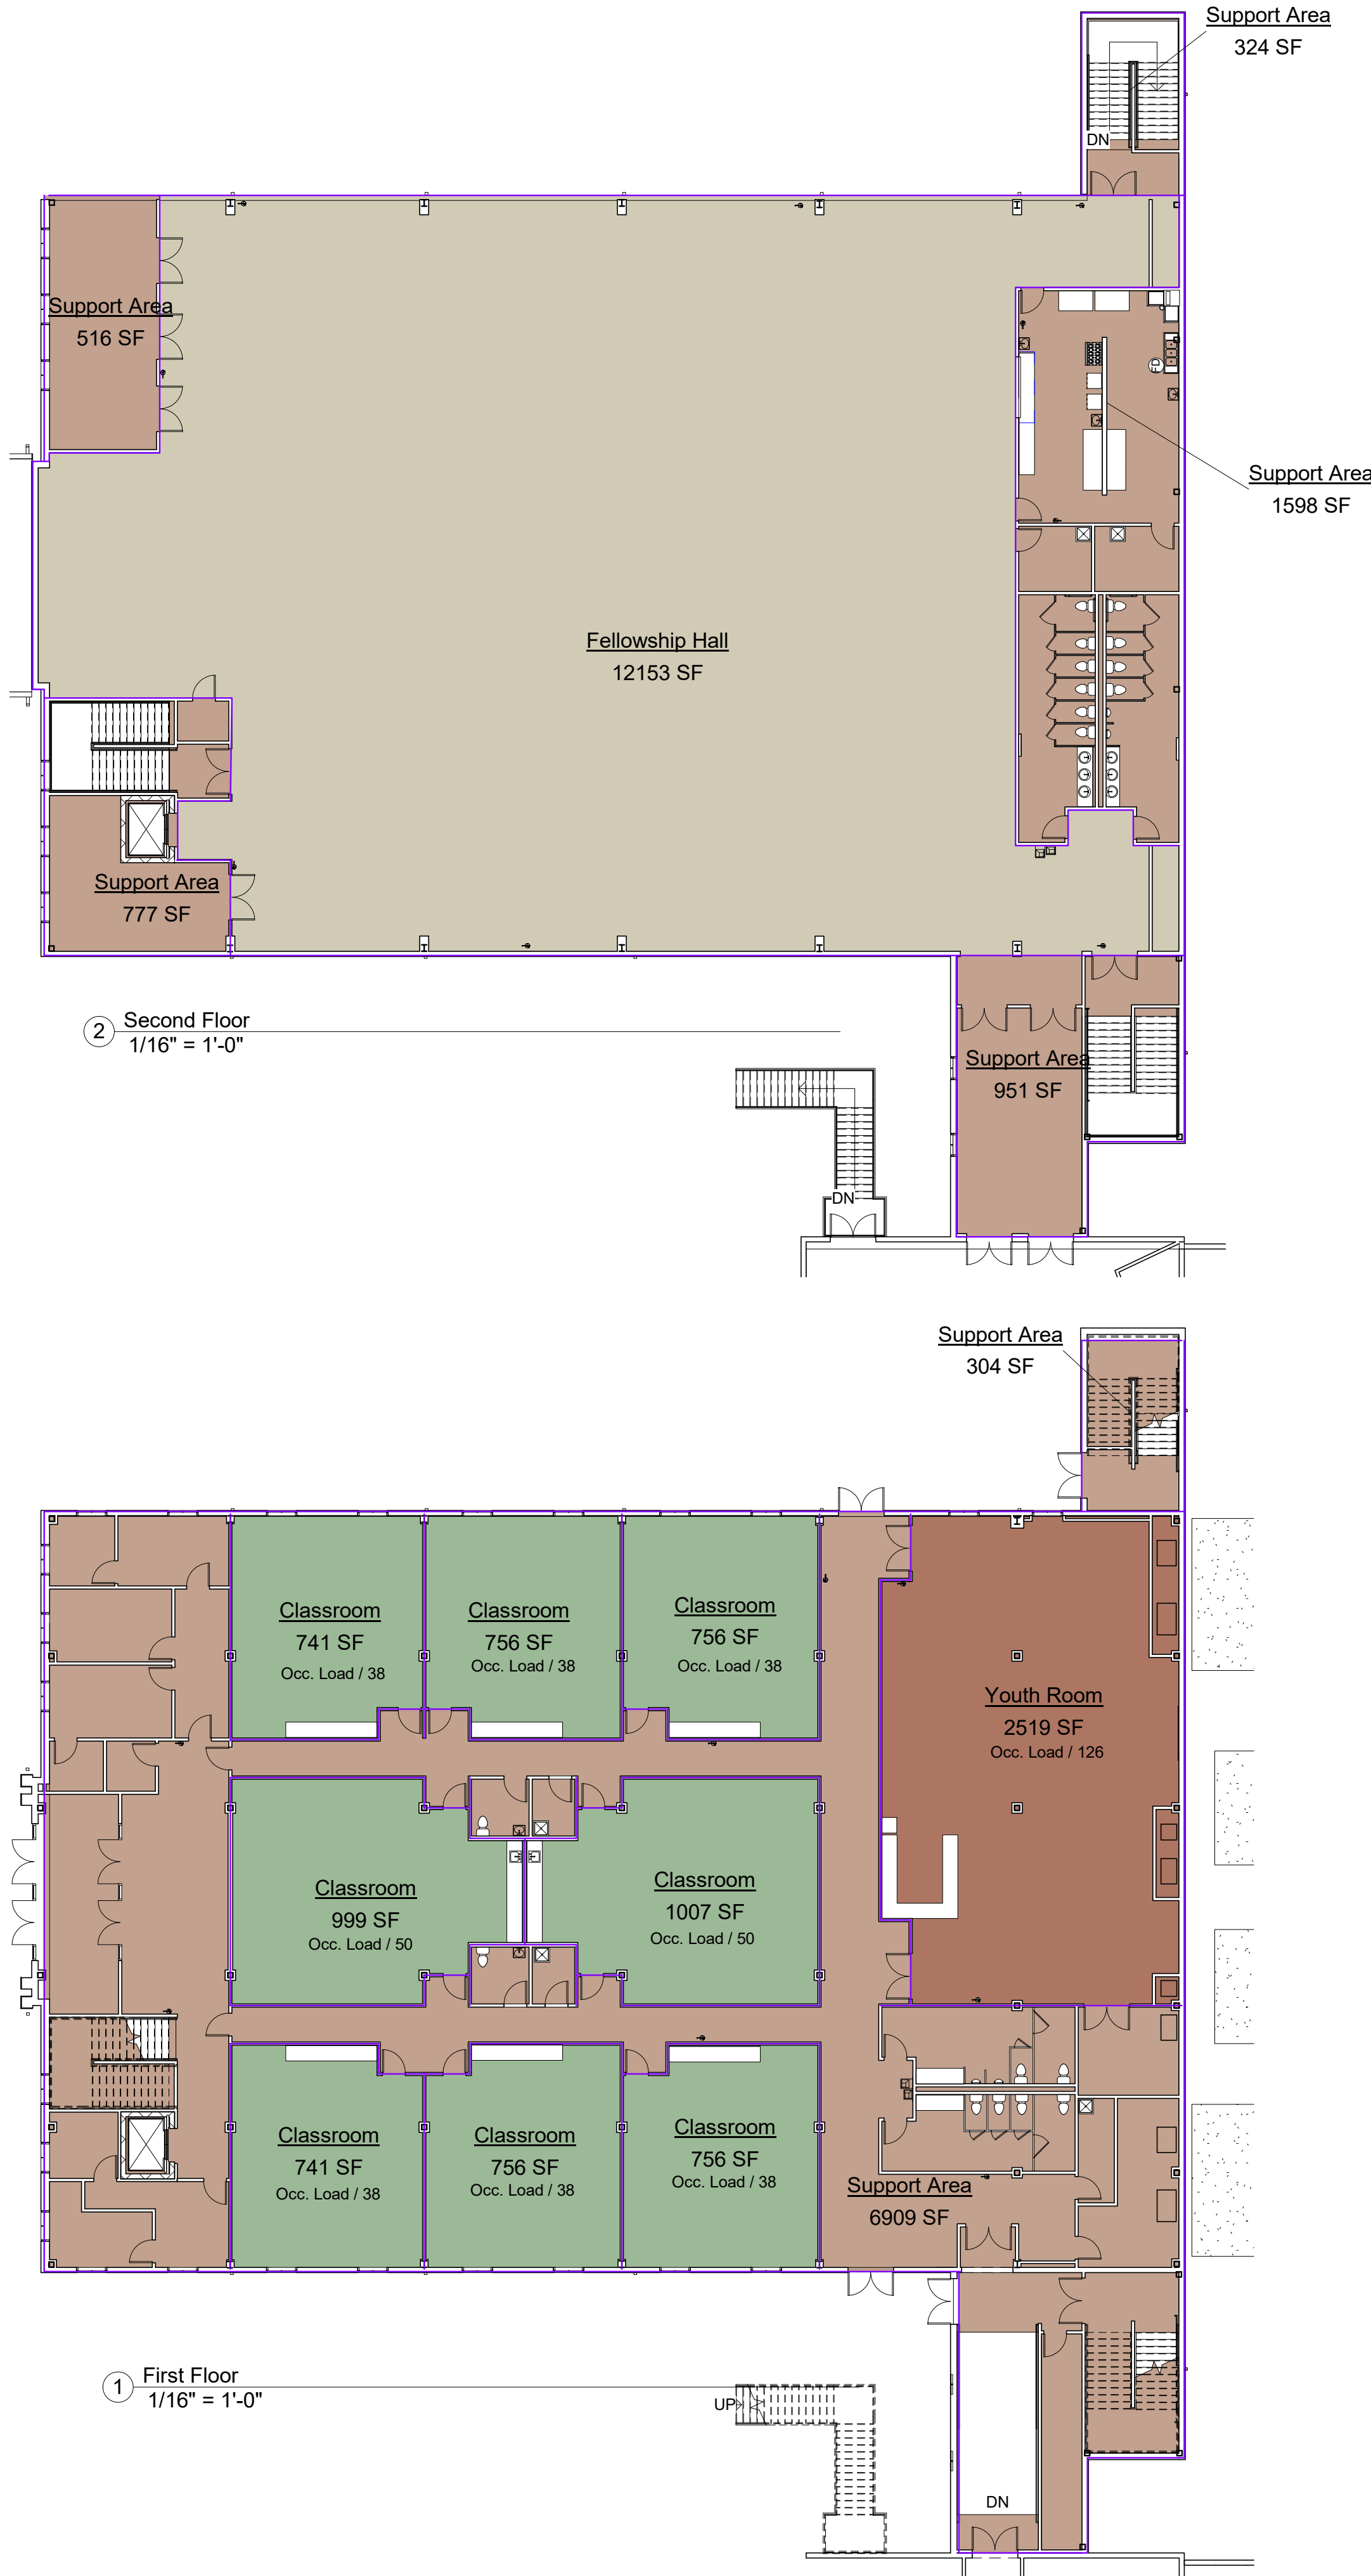 Support Area
324 SF
DN
Support Area
516 SF
FD
Support Area
1598 SF
Fellowship Hall
12153 SF
Support Area
777 SF
2
Second Floor
1/16" = 1'-0"
Support Area
951 SF
DN
Support Area
304 SF
Classroom
741 SF
Occ. Load / 38
Classroom
756 SF
Occ. Load / 38
Classroom
756 SF
Occ. Load / 38
Youth Room
2519 SF
Occ. Load / 126
Classroom
999 SF
Occ. Load / 50
Classroom
1007 SF
Occ. Load / 50
Classroom
741 SF
Occ. Load / 38
Classroom
756 SF
Occ. Load / 38
Classroom
756 SF
Occ. Load / 38
Support Area
6909 SF
1
First Floor
1/16" = 1'-0"
UP
DN